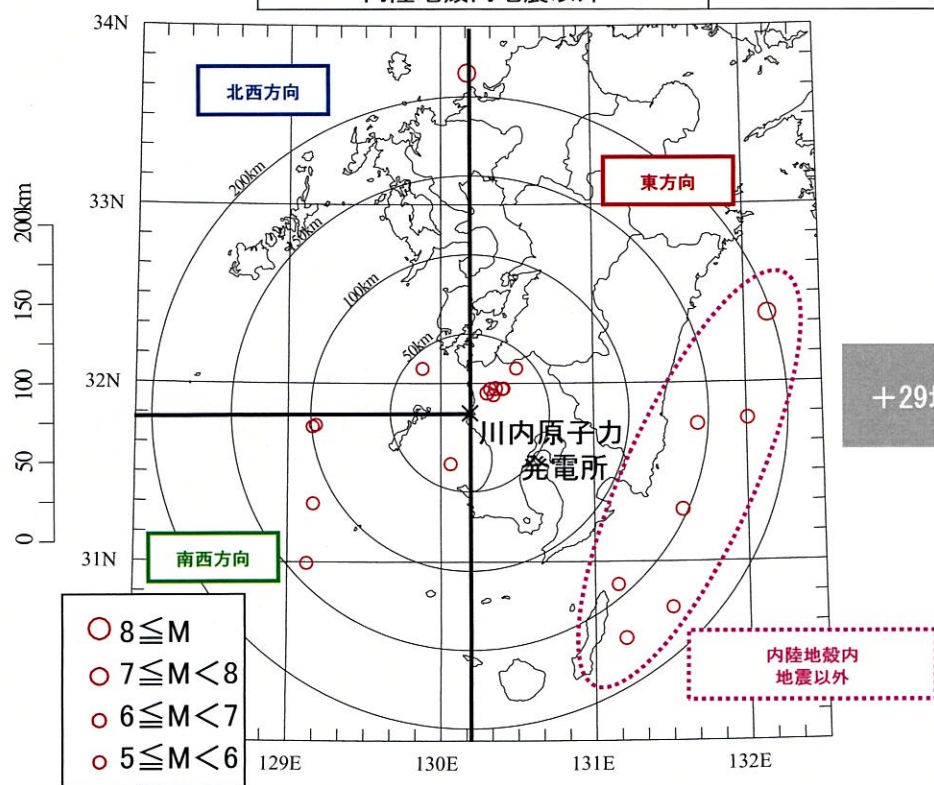 34N
北西方向
200km
東方向
33N
150km
200km
150
100km
50km
32N
100
川内原子力
発電所
+29
50
0
31N
南西方向
8≦M
7≦M<8
6≦M<7
5≦M<6
内陸地殻内
地震以外
129E
130E
131E
132E